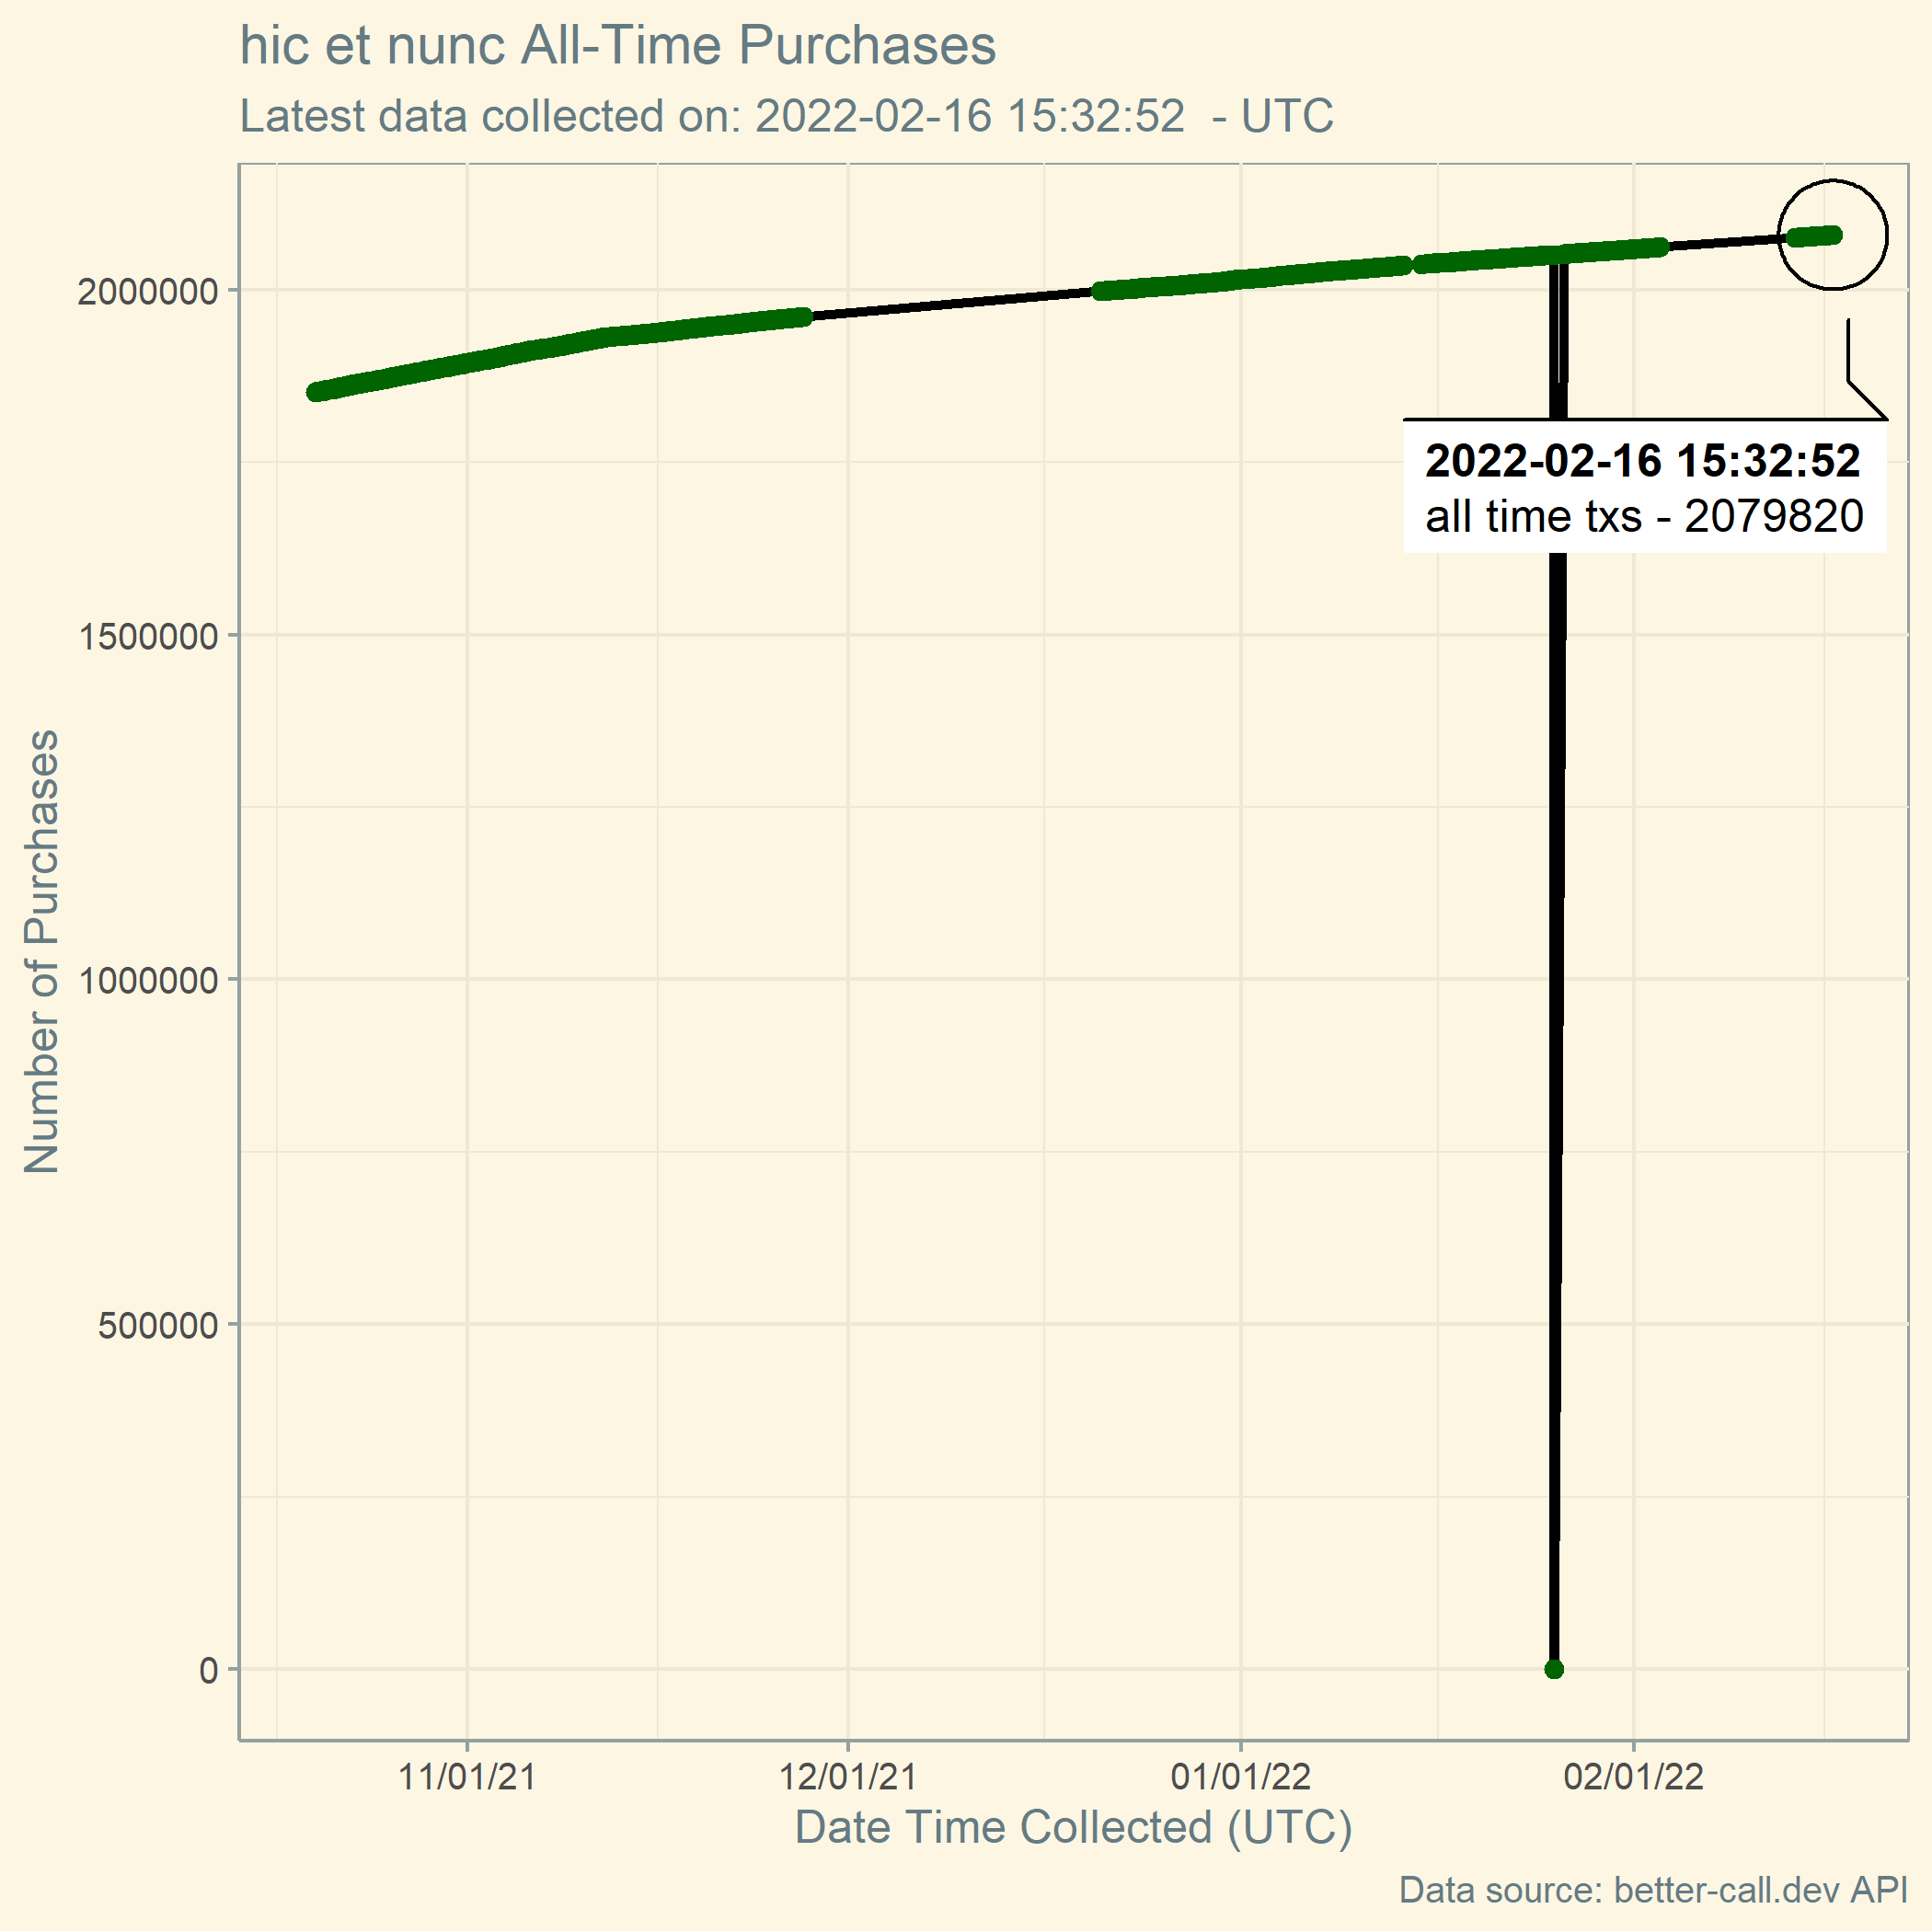 hic et nunc All-Time Purchases
Latest data collected on: 2022-02-16 15:32:52  - UTC
2000000
1500000
1000000
500000
0
Number of Purchases
2022-02-16 15:32:52
all time txs - 2079820
11/01/21
12/01/21
01/01/22
02/01/22
Date Time Collected (UTC)
Data source: better-call.dev API